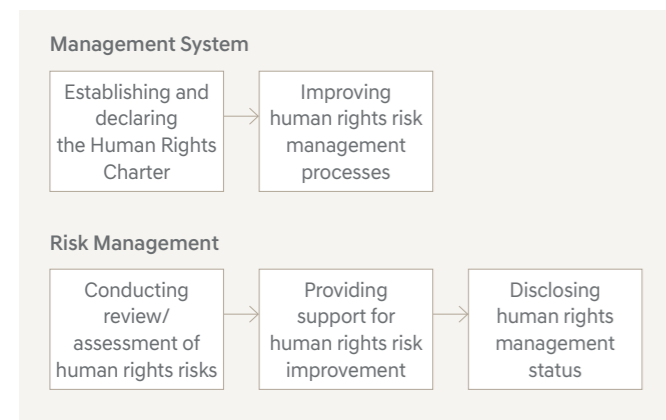 Management System
Establishing and
declaring
the Human Rights
Charter
Improving
human rights risk
management
processes
Risk Management
Conducting
review/
assessment of
human rights risks
Providing
support for
human rights risk
improvement
Disclosing
human rights
management
status